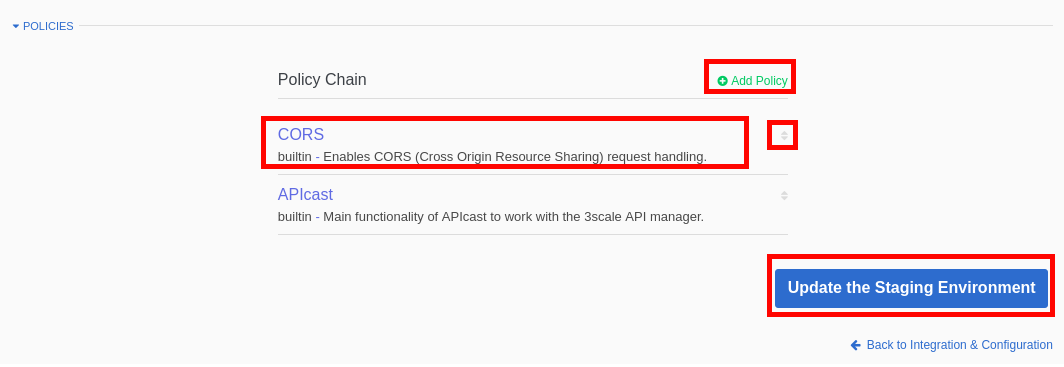 POLICIES
Policy Chain
Add Policy
CORS
builtin - Enables CORS (Cross Origin Resource Sharing) request handling.
APIcast
builtin - Main functionality of APIcast to work with the 3scale API manager.
Update the Staging Environment
Back to Integration & Configuration